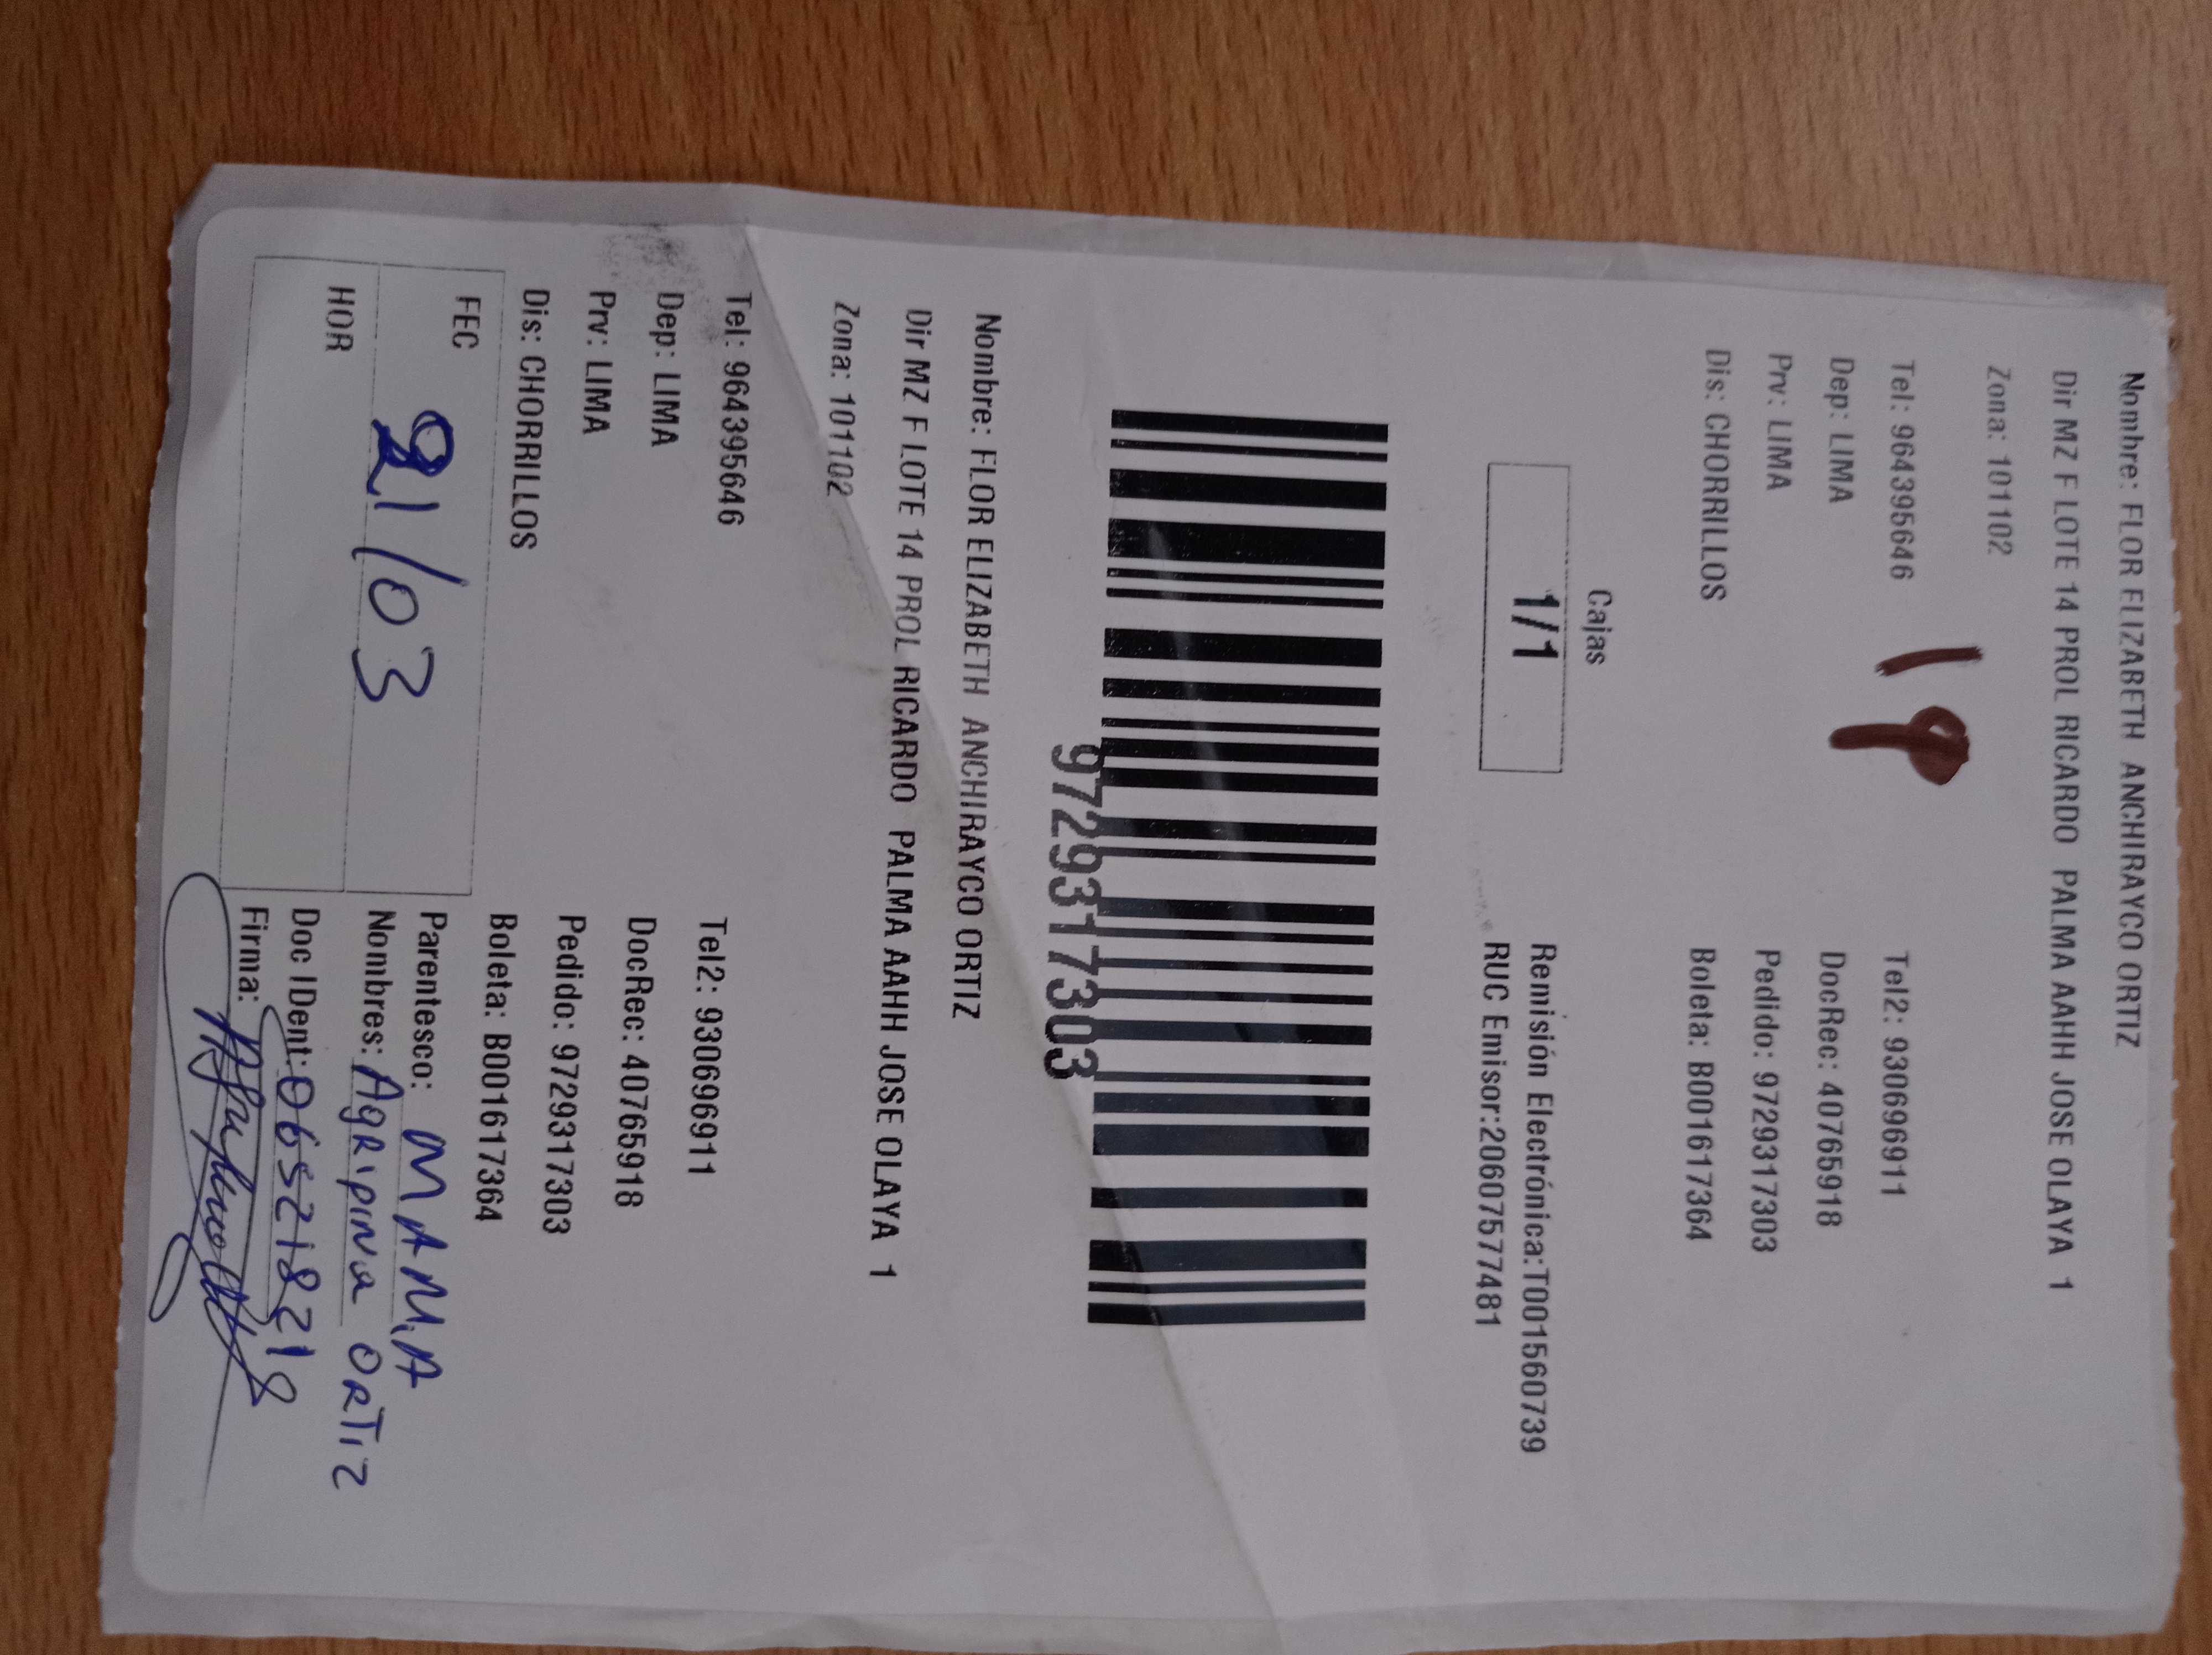 Nombre: FLOR ELIZABETH ANCHIRAYCO ORTIZ
Dir MZ F LOTE 14 PROL RICARDO PALMA AAHH JOSE OLAYA 1
Zona: 101102
Tel: 964395646 Tel2: 930696911
1P
Dep: LIMA DocRec: 40765918
Prv: LIMA Pedido: 9729317303
Dis: CHORRILLOS Boleta: B001617364
Cajas
1/1
Remisión Electrónica:T001560739
RUC Emisor:20607577481
9729317303
Nombre: FLOR ELIZABETH ANCHIRAYCO ORTIZ
Dir MZ F LOTE 14 PROL RICARDO PALMA AAHH JOSE OLAYA 1
Zona: 101102
Tel: 964395646 Tel2: 930696911
Dep: LIMA DocRec: 40765918
Prv: LIMA Pedido: 9729317303
Dis: CHORRILLOS Boleta: B001617364
FEC 21/03 Parentesco: MAMA
Nombres: AgRipina ORTIZ
HOR Doc IDent:
Firma: